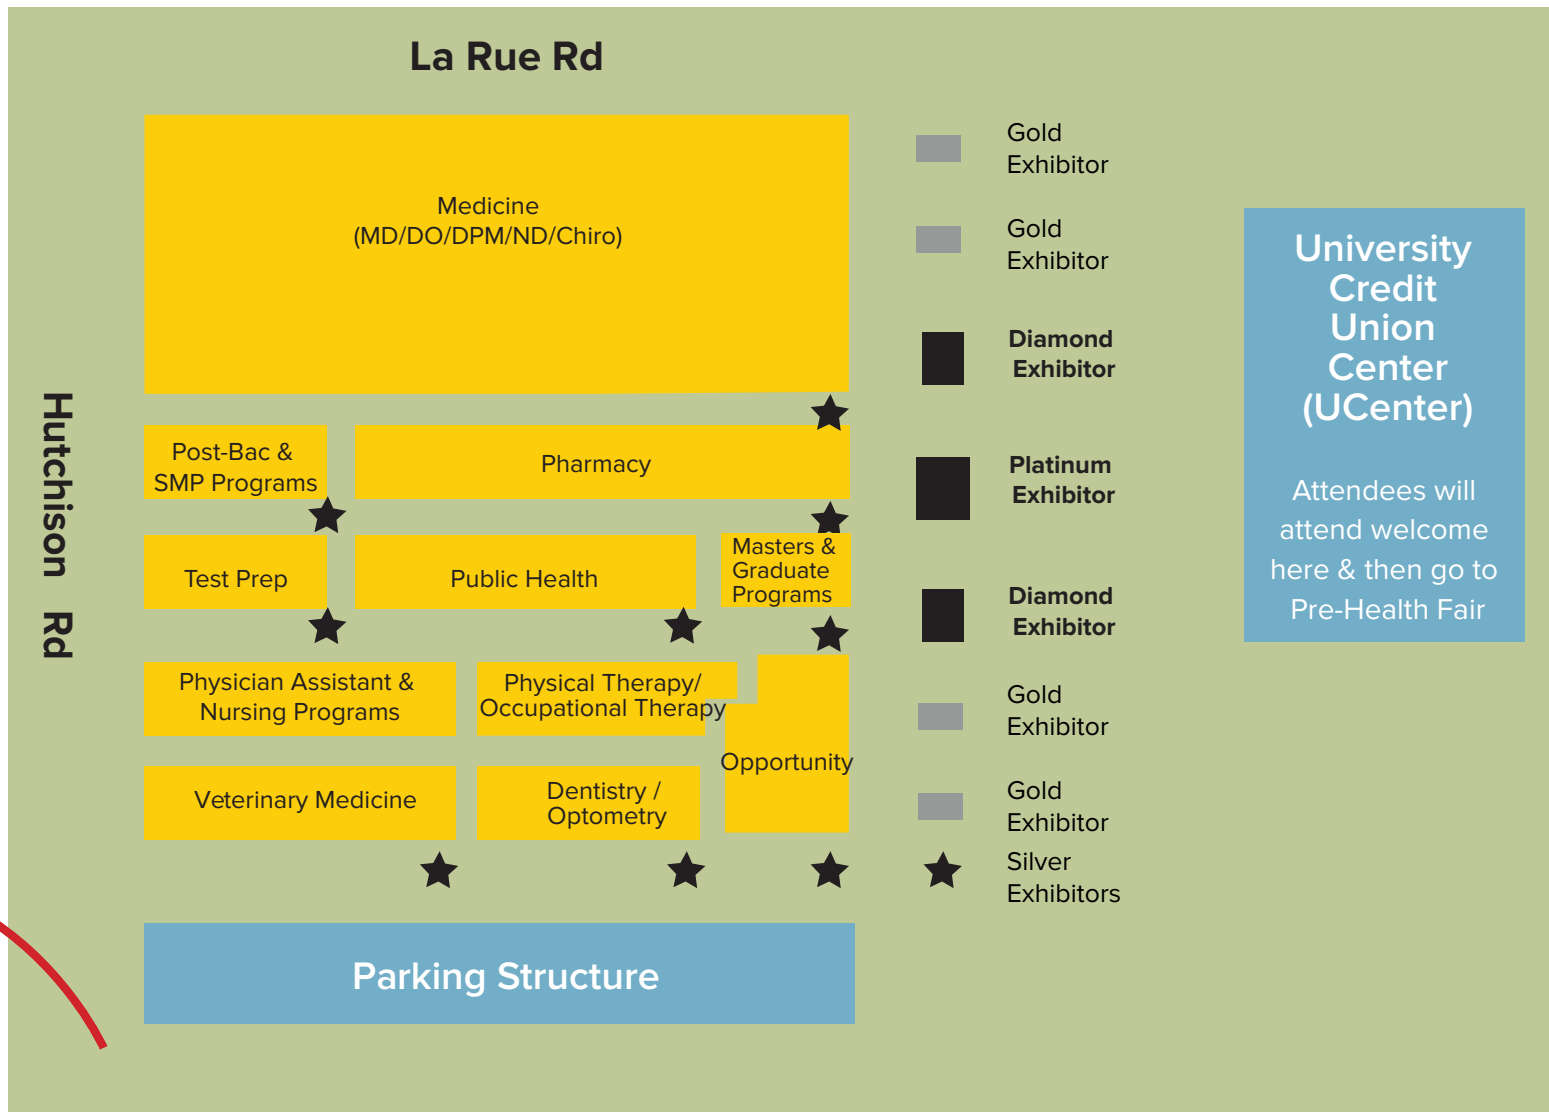 La Rue Rd
Hutchison Rd
Medicine
(MD/DO/DPM/ND/Chiro)
Post-Bac &
SMP Programs
Pharmacy
Test Prep
Public Health
Masters &
Graduate
Programs
Physician Assistant &
Nursing Programs
Physical Therapy/
Occupational Therapy
Opportunity
Veterinary Medicine
Dentistry /
Optometry
Parking Structure
Gold
Exhibitor
Gold
Exhibitor
Diamond
Exhibitor
Platinum
Exhibitor
Diamond
Exhibitor
Gold
Exhibitor
Gold
Exhibitor
Silver
Exhibitors
University
Credit
Union
Center
(UCenter)
Attendees will
attend welcome
here & then go to
Pre-Health Fair